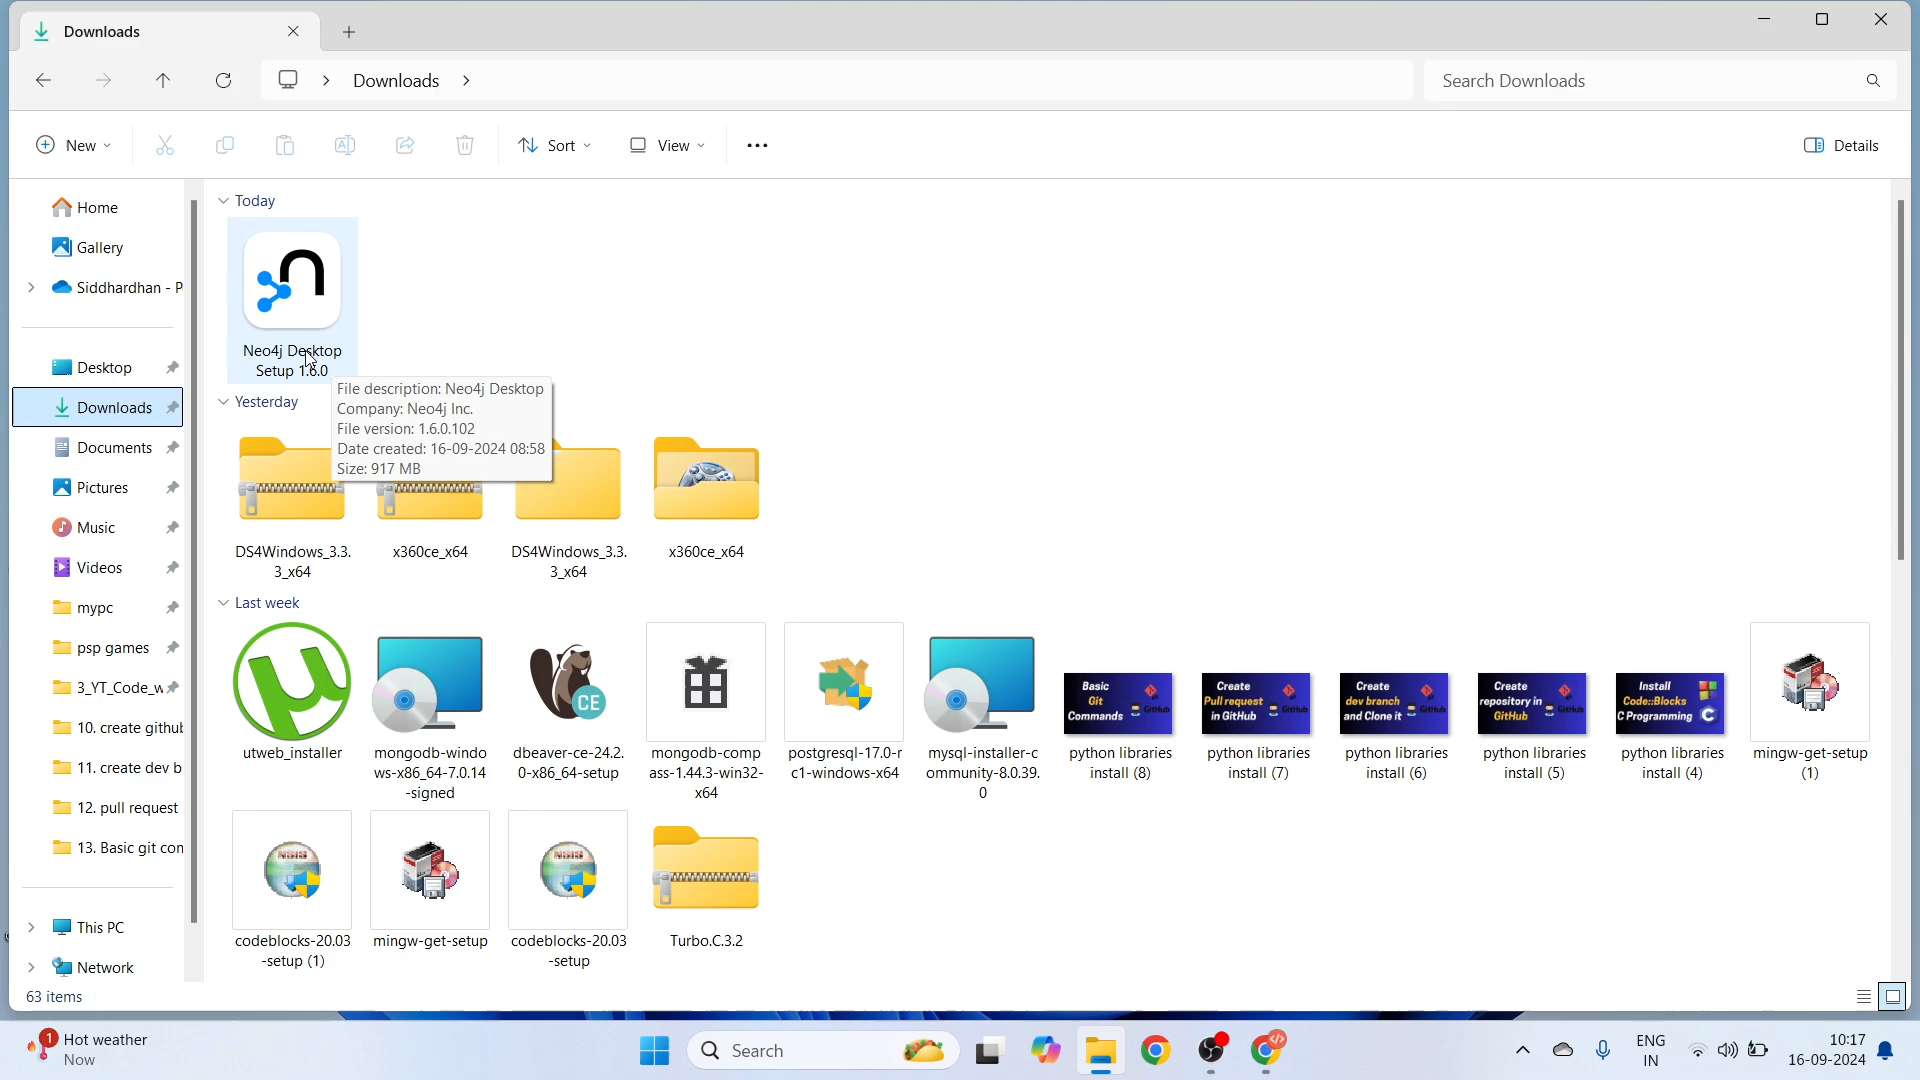 Downloads
Downloads
Search Downloads
New
Sort
View
Details
Home
Gallery
Siddhardhan - P
Desktop
Downloads
Documents
Pictures
Music
Videos
mypc
psp games
3_YT_Code_w
10. create github
11. create dev b
12. pull request
13. Basic git com
This PC
Network
Today
Neo4j Desktop
Setup 1.6.0
File description: Neo4j Desktop
Company: Neo4j Inc.
File version: 1.6.0.102
Date created: 16-09-2024 08:58
Size: 917 MB
Yesterday
DS4Windows_3.3.
3_x64
x360ce_x64
DS4Windows_3.3.
3_x64
x360ce_x64
Last week
utweb_installer
mongodb-windo
ws-x86_64-7.0.14
-signed
CE
dbeaver-ce-24.2.
0-x86_64-setup
mongodb-comp
ass-1.44.3-win32-
x64
postgresql-17.0-r
c1-windows-x64
mysql-installer-c
ommunity-8.0.39.
0
Basic
Git
Commands
GitHub
python libraries
install (8)
Create
Pull request
in GitHub
GitHub
python libraries
install (7)
Create
dev branch
and Clone it
GitHub
python libraries
install (6)
Create
repository in
GitHub
GitHub
python libraries
install (5)
Install
Code::Blocks
C Programming
C
python libraries
install (4)
mingw-get-setup
(1)
NSIS
codeblocks-20.03
-setup (1)
mingw-get-setup
NSIS
codeblocks-20.03
-setup
Turbo.C.3.2
63 items
1
Hot weather
Now
Search
ENG
IN
10:17
16-09-2024